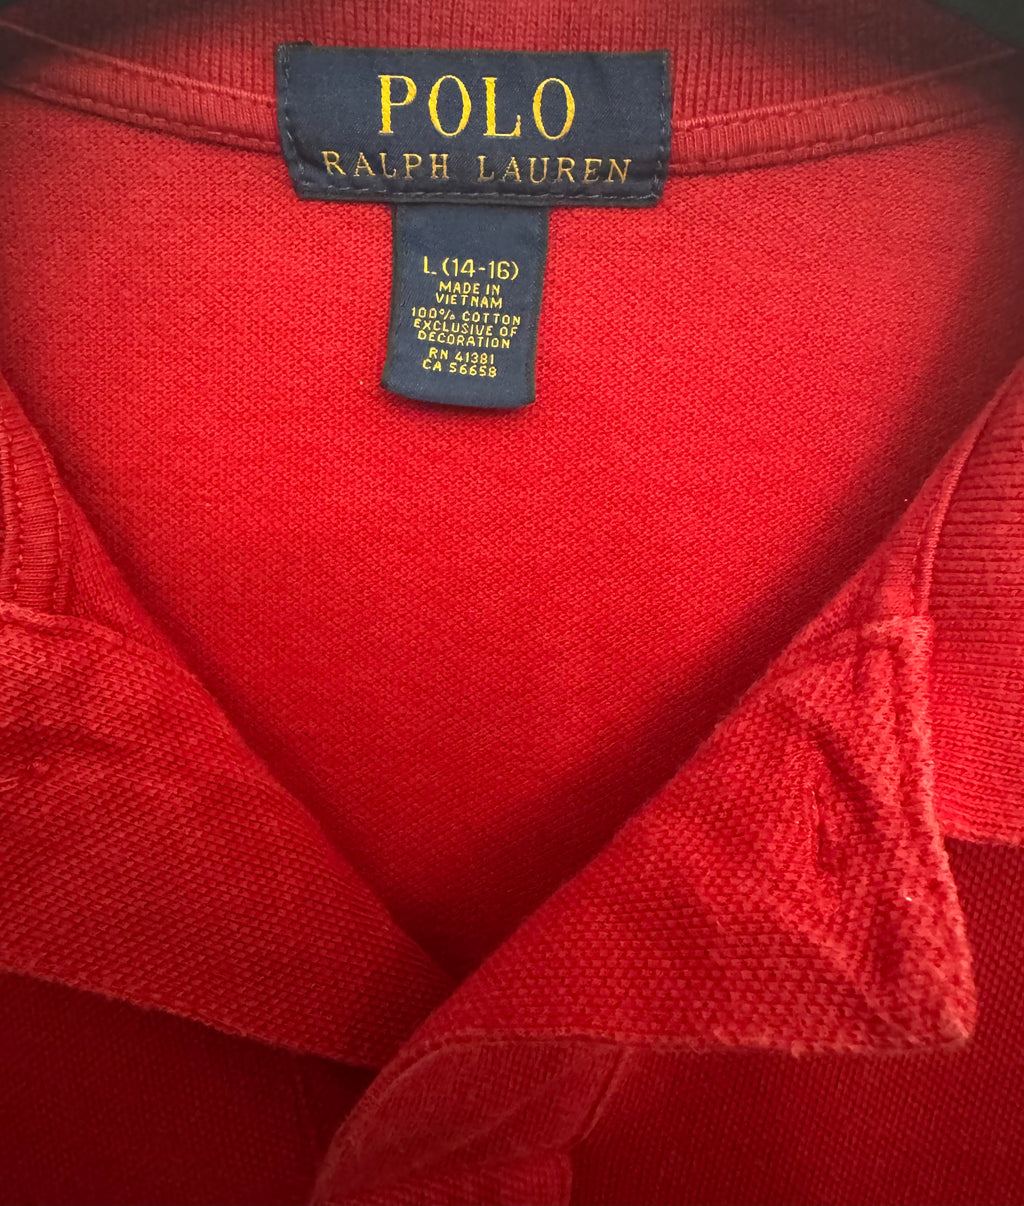 POLO
RALPH LAUREN
L (14-16)
MADE IN
VIETNAM
100% COTTON
EXCLUSIVE OF
DECORATION
RN 41381
CA 56658